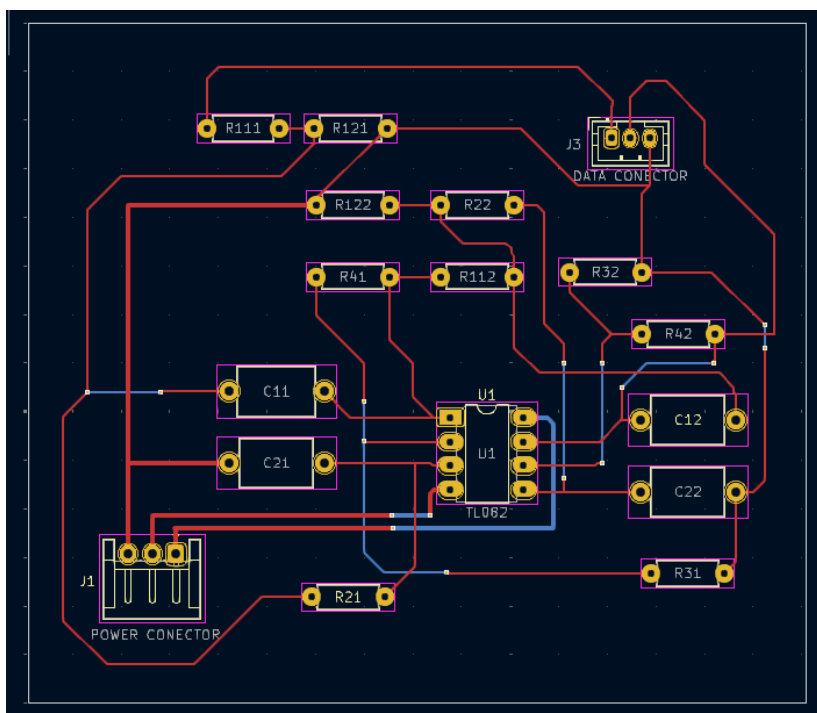 R111
R121
J3
DATA CONECTOR
R122
R22
R41
R112
R32
R42
C11
U1
C12
C21
U1
C22
TL082
J1
R31
R21
POWER CONECTOR